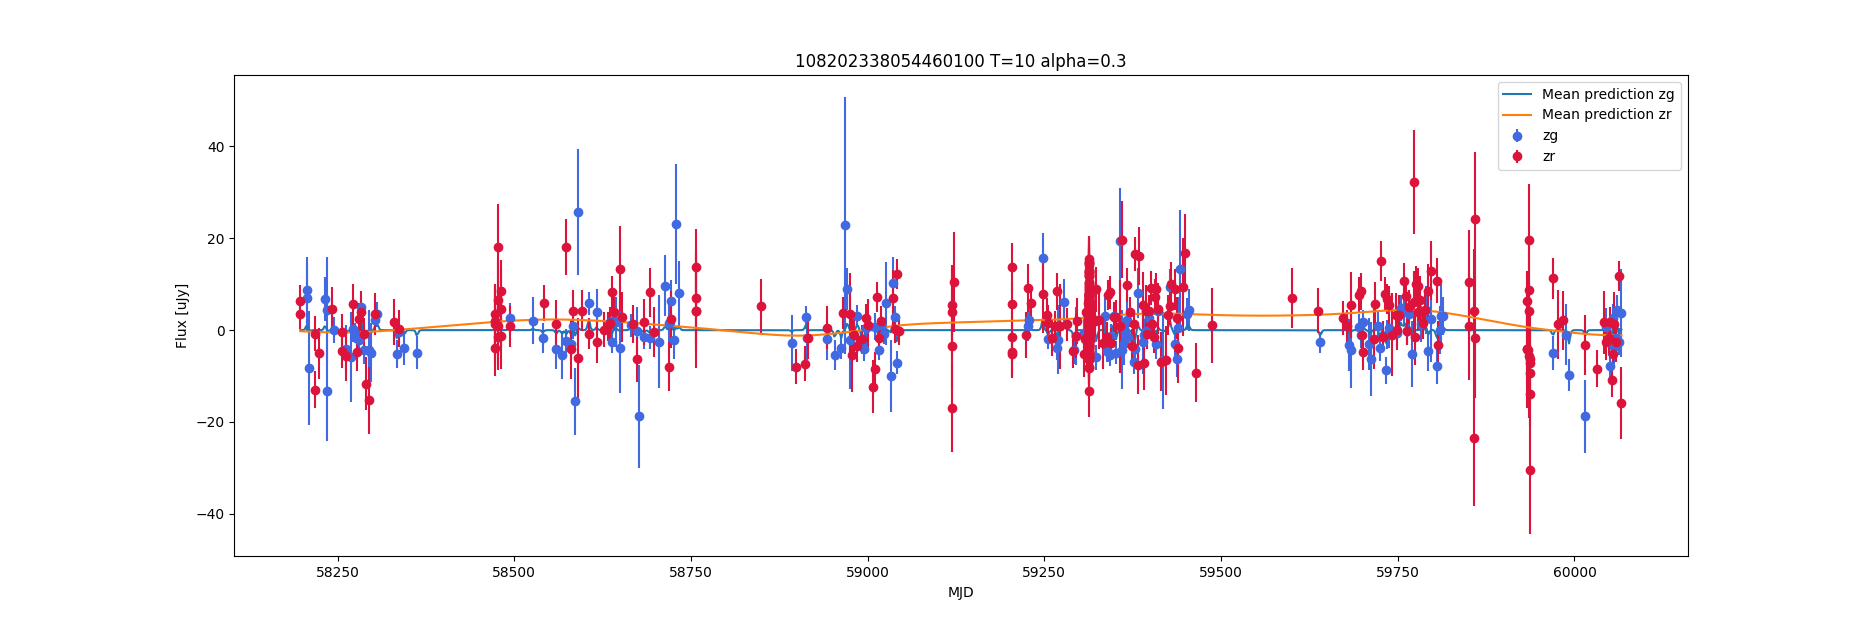 108202338054460100 T=10 alpha=0.3
Mean prediction zg
Mean prediction zr
zg
zr
Flux [uJy]
40
20
0
−20
−40
58250 58500 58750 59000 59250 59500 59750 60000
MJD